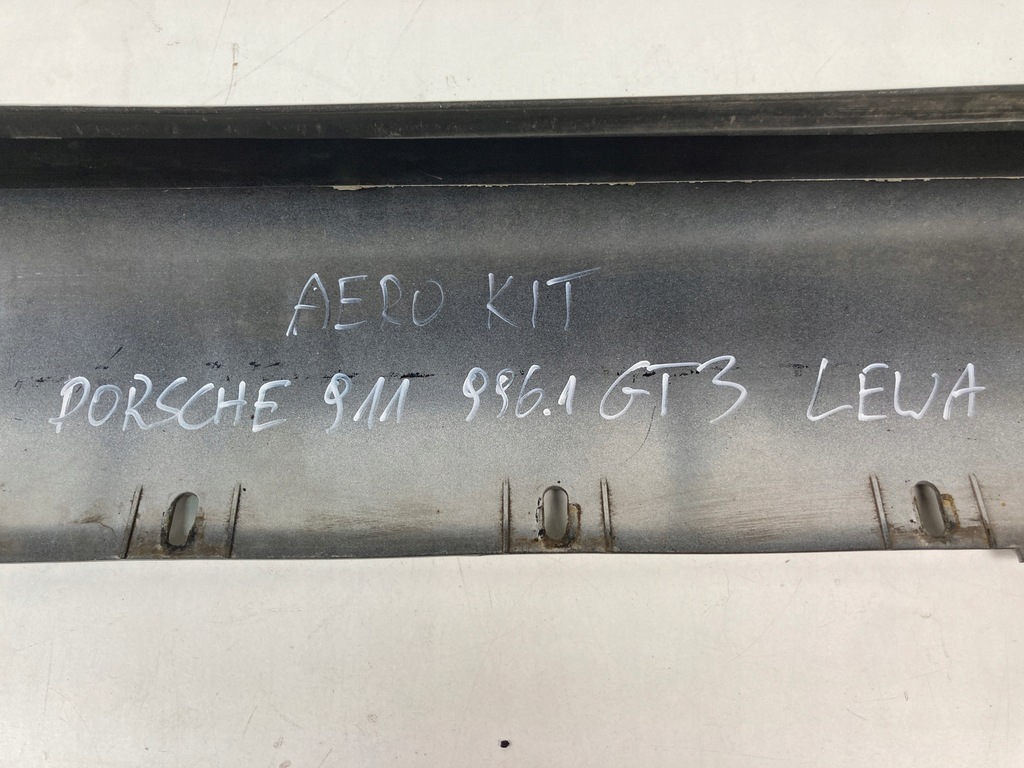 AERO KIT
PORSCHE 911 996.1 GT3 LEWA